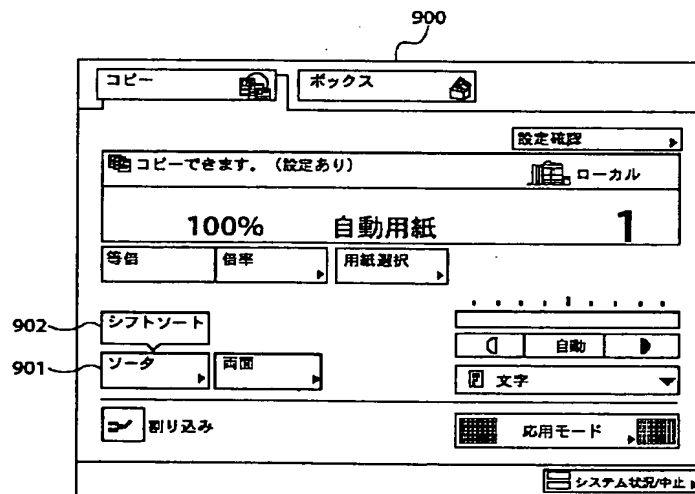 900
コピー
ボックス
設定確認
コピーできます。（設定あり）
ローカル
100% 自動用紙 1
等倍 倍率 用紙選択
902
シフトソート
自動
901
ソータ 両面
文字
割り込み
応用モード
システム状況/中止